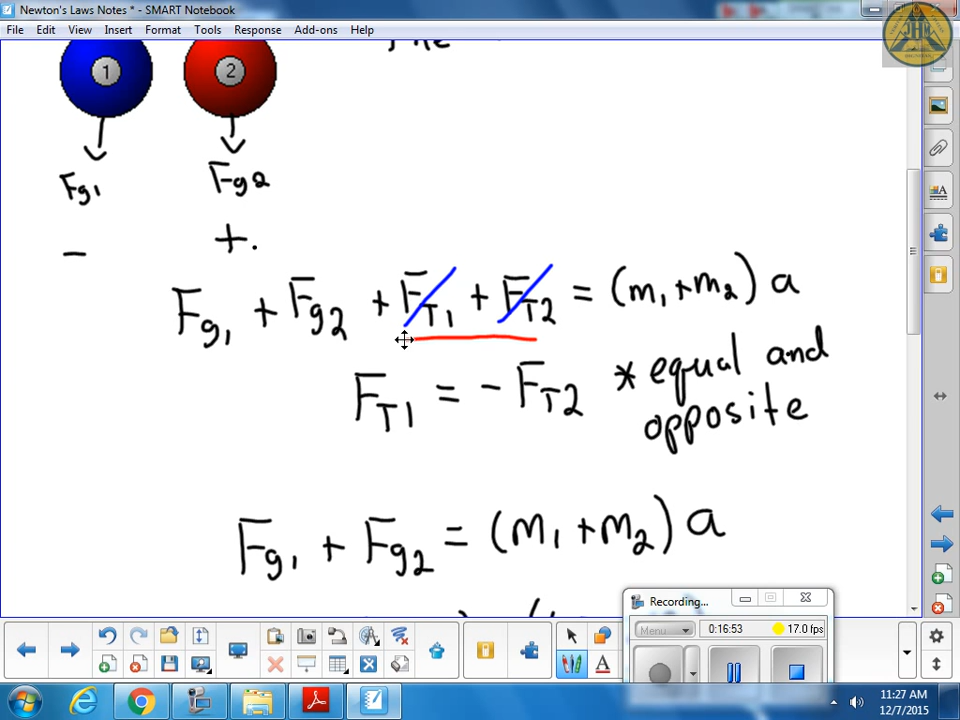 Newton's Laws Notes * - SMART Notebook
File Edit View Insert Format Tools Response Add-ons Help
The
1 2
Fg1 Fg2
- +.
Fg1 + Fg2 + FT1 + FT2 = (m1+m2) a
FT1 = - FT2 * equal and
opposite
Fg1 + Fg2 = (m1+m2) a
Recording...
Menu 0:16:53 17.0 fps
11:27 AM
12/7/2015